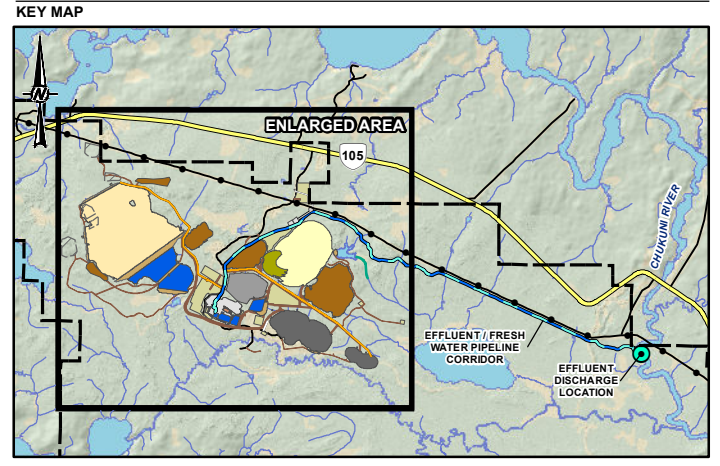 KEY MAP
N
ENLARGED AREA
105
CHUKUNI RIVER
EFFLUENT / FRESH
WATER PIPELINE
CORRIDOR
EFFLUENT
DISCHARGE
LOCATION